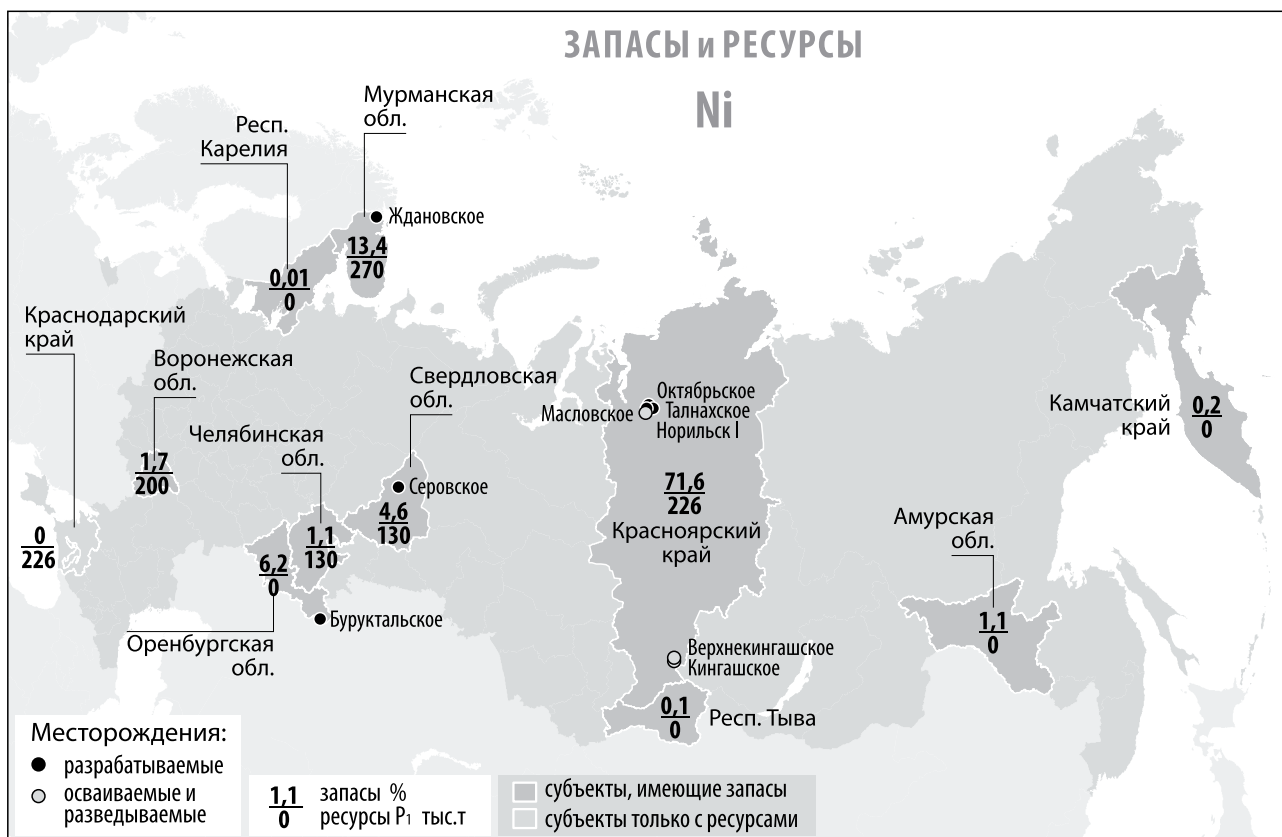 ЗАПАСЫ и РЕСУРСЫ
Ni
Мурманская
обл.
Респ.
Карелия
Ждановское
13,4
270
0,01
0
Краснодарский
край
Воронежская
обл.
Свердловская
обл.
Челябинская
обл.
Октябрьское
Масловское
Талнахское
Норильск I
Камчатский
край
0,2
0
1,7
200
Серовское
4,6
130
71,6
226
Красноярский
край
Амурская
обл.
0
226
1,1
130
6,2
0
Буруктальское
Оренбургская
обл.
1,1
0
Верхнекингашское
Кингашское
0,1
0
Респ. Тыва
Месторождения:
разрабатываемые
осваиваемые и
разведываемые
1,1
0
запасы %
ресурсы P₁ тыс.т
субъекты, имеющие запасы
субъекты только с ресурсами